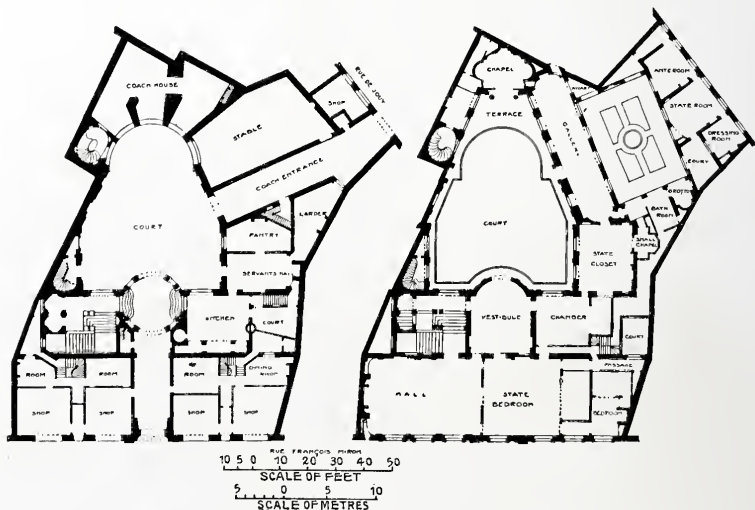 COACH HOUSE
RUE DE JOUY
SHOP
STABLE
COACH ENTRANCE
LARDER
COURT
PANTRY
SERVANTS HALL
KITCHEN
COURT
ROOM
ROOM
ROOM
DINING ROOM
SHOP
SHOP
SHOP
SHOP
CHAPEL
AVIARY
TERRACE
GALLERY
ANTEROOM
STATE ROOM
DRESSING
ROOM
COURT
GROTTO
BATH
ROOM
SMALL
CHAPEL
COURT
STATE
CLOSET
VESTIBULE
CHAMBER
COURT
PASSAGE
HALL
STATE
BEDROOM
BEDROOM
RUE FRANÇOIS MIRON
10 5 0 10 20 30 40 50
SCALE OF FEET
5 0 5 10
SCALE OF METRES